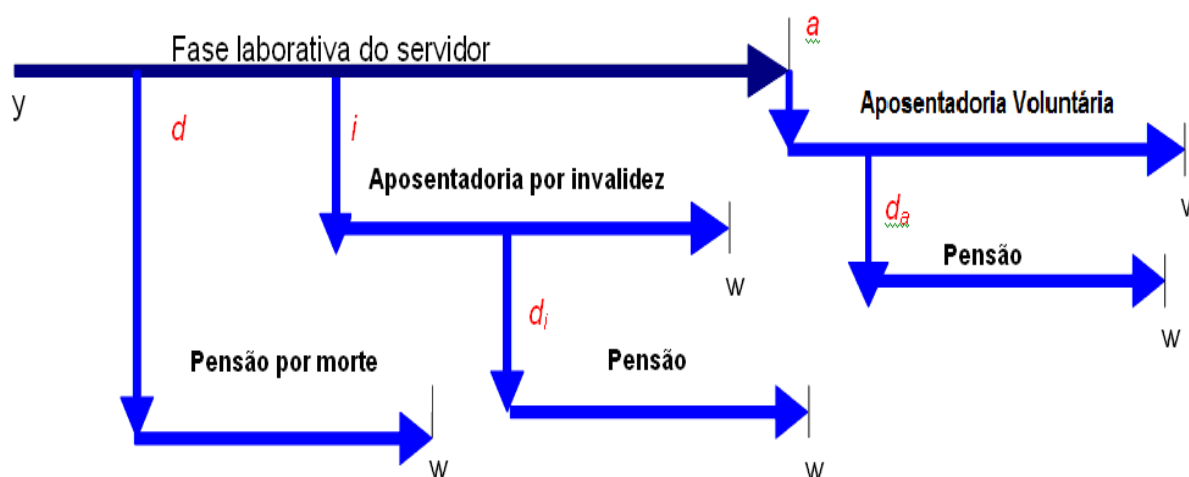 Fase laborativa do servidor
a
y
d
i
Aposentadoria Voluntária
Aposentadoria por invalidez
da
w
Pensão
w
di
w
Pensão por morte
Pensão
w
w